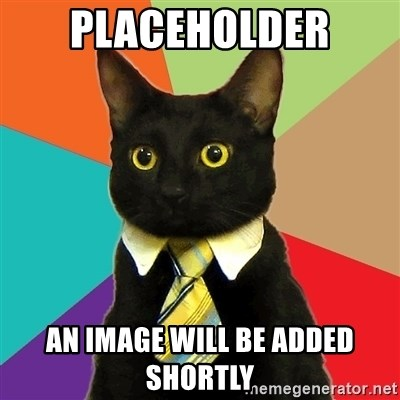 PLACEHOLDER
AN IMAGE WILL BE ADDED
SHORTLY
memegenerator.net